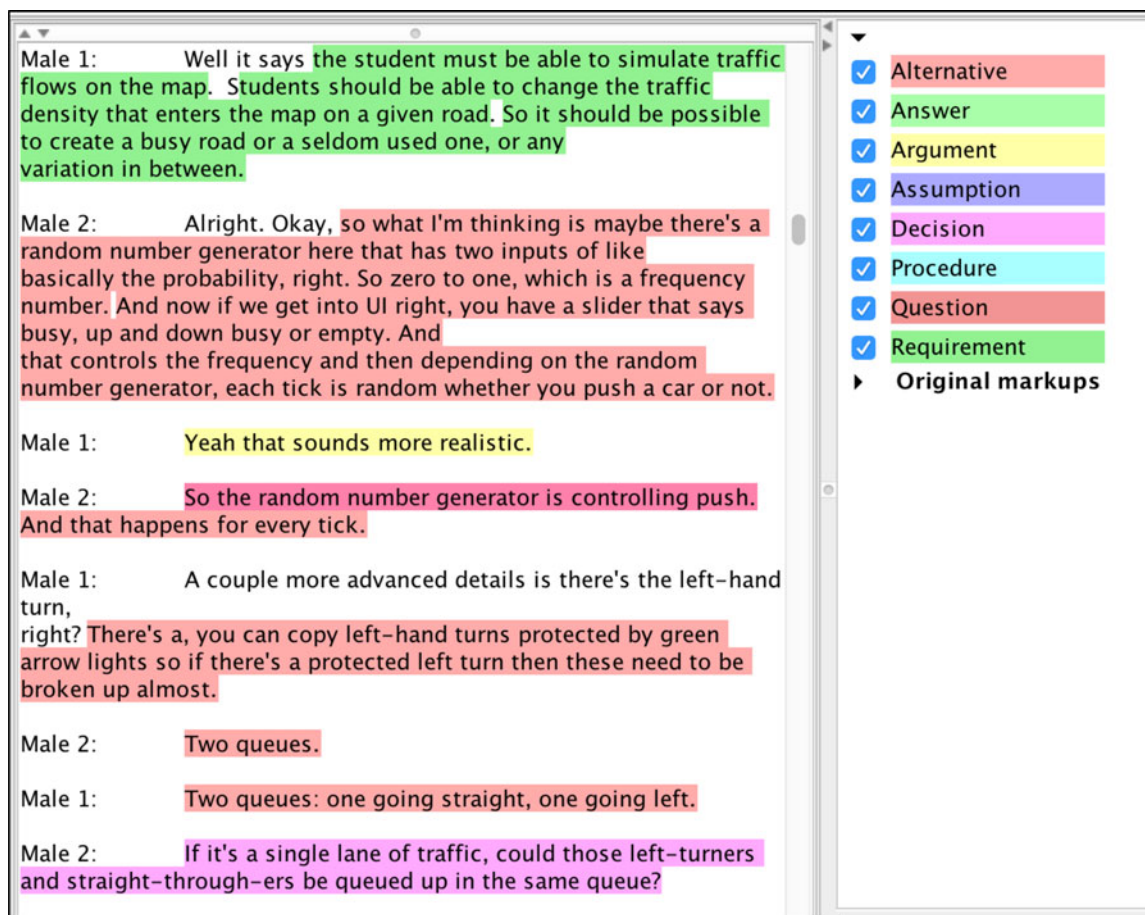 Male 1: Well it says the student must be able to simulate traffic
flows on the map. Students should be able to change the traffic
density that enters the map on a given road. So it should be possible
to create a busy road or a seldom used one, or any
variation in between.
Male 2: Alright. Okay, so what I'm thinking is maybe there's a
random number generator here that has two inputs of like
basically the probability, right. So zero to one, which is a frequency
number. And now if we get into UI right, you have a slider that says
busy, up and down busy or empty. And
that controls the frequency and then depending on the random
number generator, each tick is random whether you push a car or not.
Male 1: Yeah that sounds more realistic.
Male 2: So the random number generator is controlling push.
And that happens for every tick.
Male 1: A couple more advanced details is there's the left-hand
turn,
right? There's a, you can copy left-hand turns protected by green
arrow lights so if there's a protected left turn then these need to be
broken up almost.
Male 2: Two queues.
Male 1: Two queues: one going straight, one going left.
Male 2: If it's a single lane of traffic, could those left-turners
and straight-through-ers be queued up in the same queue?
Alternative
Answer
Argument
Assumption
Decision
Procedure
Question
Requirement
Original markups